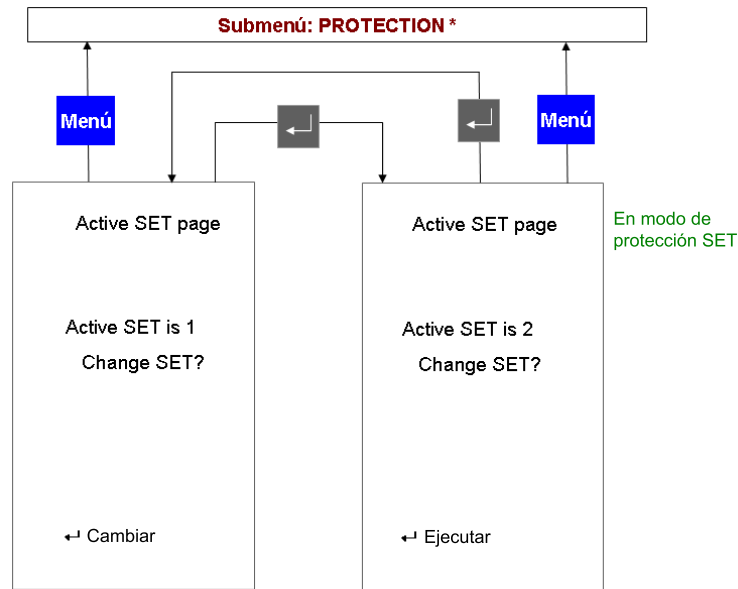 Submenú: PROTECTION *
Menú
Menú
Active SET page
Active SET is 1
Change SET?
↵ Cambiar
Active SET page
Active SET is 2
Change SET?
↵ Ejecutar
En modo de
protección SET